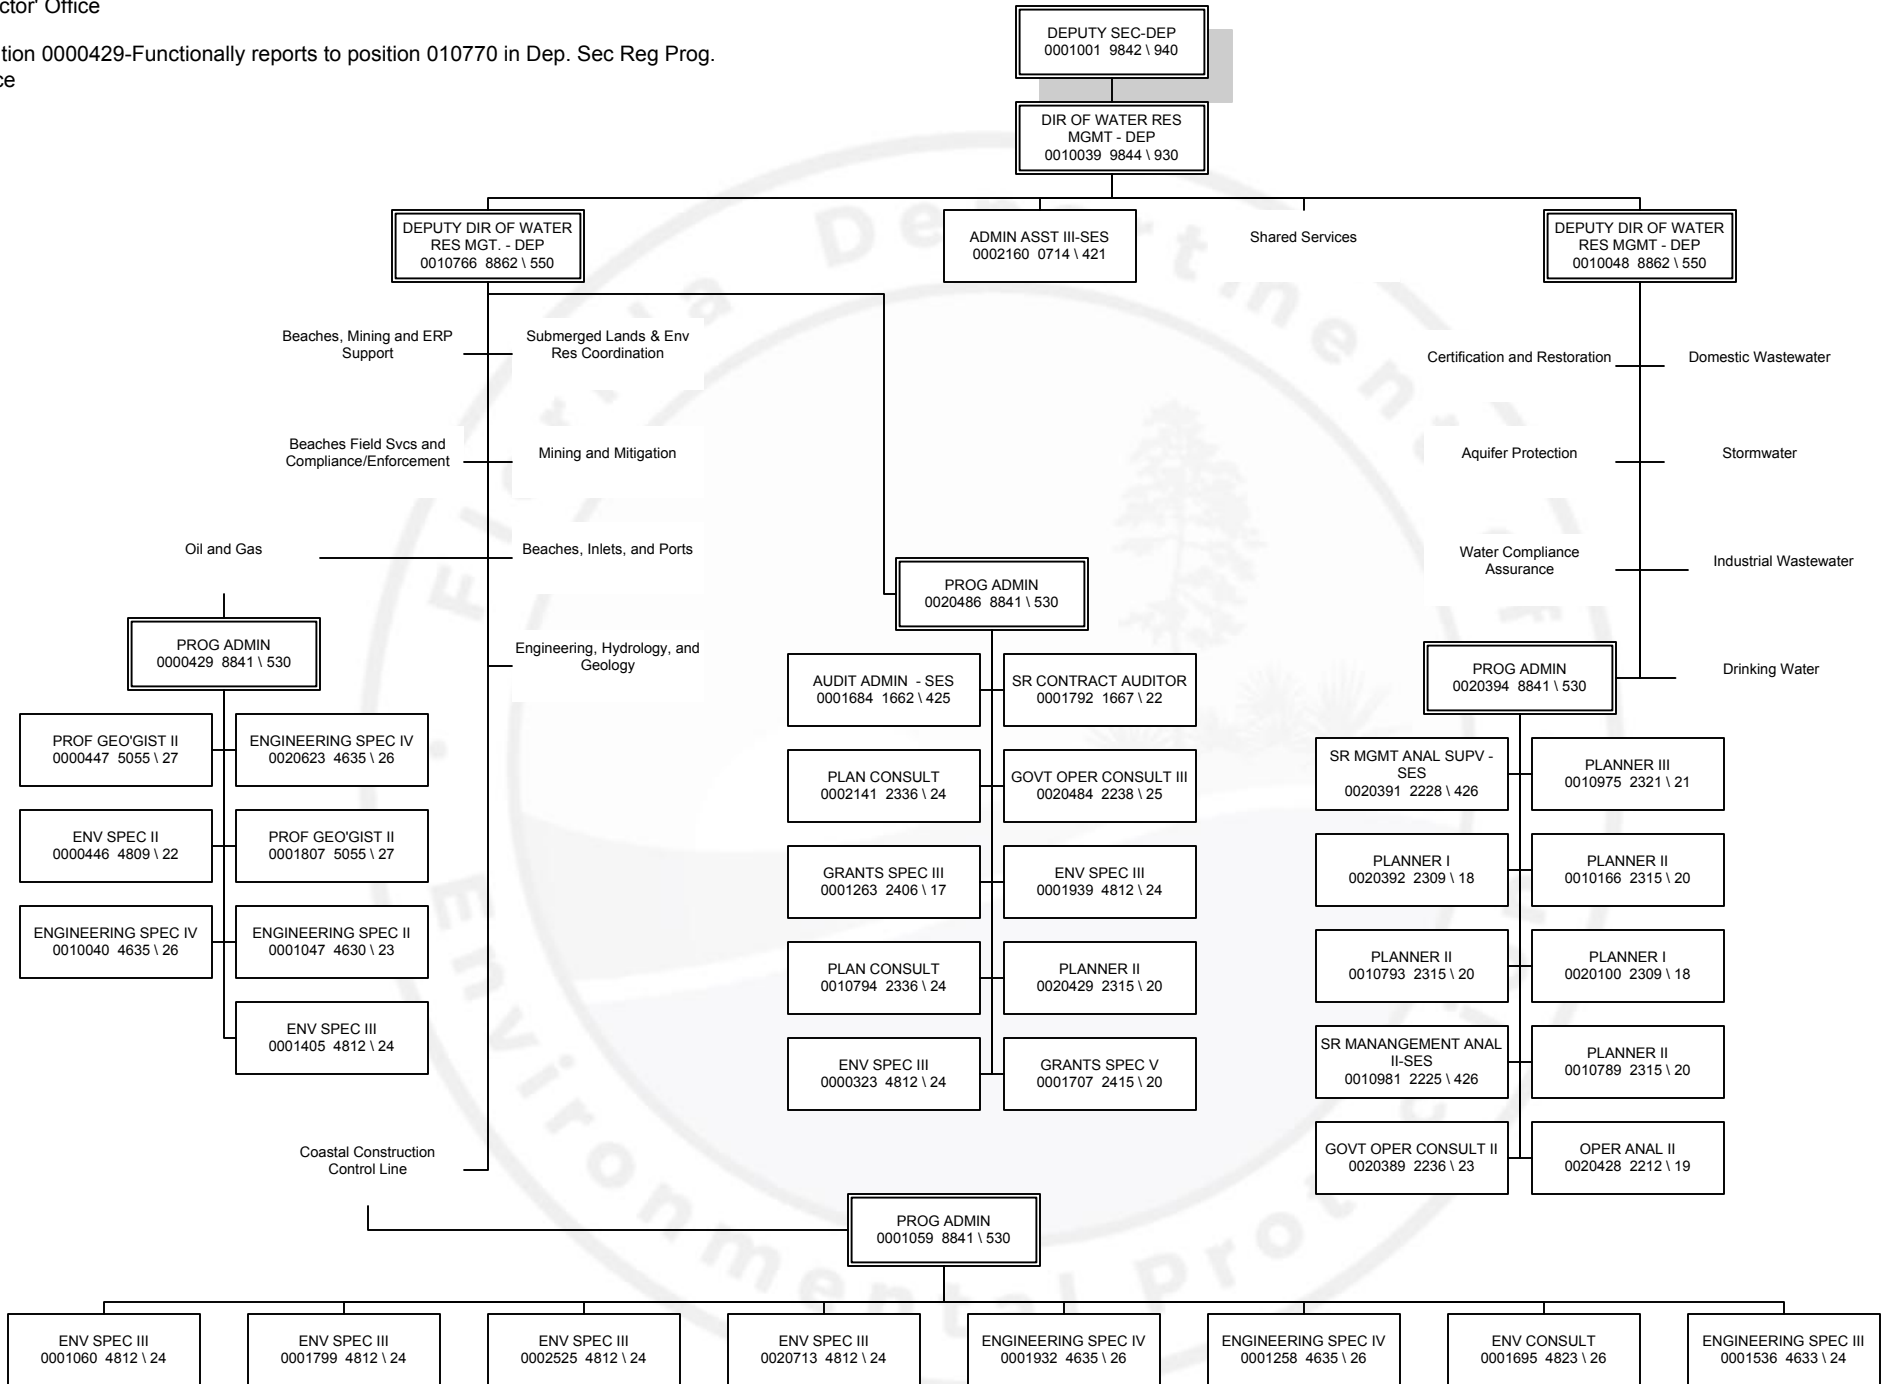 ctor' Office
tion 0000429-Functionally reports to position 010770 in Dep. Sec Reg Prog.
ce
DEPUTY SEC-DEP
0001001 9842 \ 940
DIR OF WATER RES
MGMT - DEP
0010039 9844 \ 930
DEPUTY DIR OF WATER
RES MGT. - DEP
0010766 8862 \ 550
ADMIN ASST III-SES
0002160 0714 \ 421
Shared Services
DEPUTY DIR OF WATER
RES MGMT - DEP
0010048 8862 \ 550
Beaches, Mining and ERP
Support
Submerged Lands & Env
Res Coordination
Beaches Field Svcs and
Compliance/Enforcement
Mining and Mitigation
Oil and Gas
Beaches, Inlets, and Ports
Engineering, Hydrology, and
Geology
Certification and Restoration
Domestic Wastewater
Aquifer Protection
Stormwater
Water Compliance
Assurance
Industrial Wastewater
Drinking Water
PROG ADMIN
0000429 8841 \ 530
PROF GEO'GIST II
0000447 5055 \ 27
ENGINEERING SPEC IV
0020623 4635 \ 26
ENV SPEC II
0000446 4809 \ 22
PROF GEO'GIST II
0001807 5055 \ 27
ENGINEERING SPEC IV
0010040 4635 \ 26
ENGINEERING SPEC II
0001047 4630 \ 23
ENV SPEC III
0001405 4812 \ 24
PROG ADMIN
0020486 8841 \ 530
AUDIT ADMIN - SES
0001684 1662 \ 425
SR CONTRACT AUDITOR
0001792 1667 \ 22
PLAN CONSULT
0002141 2336 \ 24
GOVT OPER CONSULT III
0020484 2238 \ 25
GRANTS SPEC III
0001263 2406 \ 17
ENV SPEC III
0001939 4812 \ 24
PLAN CONSULT
0010794 2336 \ 24
PLANNER II
0020429 2315 \ 20
ENV SPEC III
0000323 4812 \ 24
GRANTS SPEC V
0001707 2415 \ 20
PROG ADMIN
0020394 8841 \ 530
SR MGMT ANAL SUPV -
SES
0020391 2228 \ 426
PLANNER III
0010975 2321 \ 21
PLANNER I
0020392 2309 \ 18
PLANNER II
0010166 2315 \ 20
PLANNER II
0010793 2315 \ 20
PLANNER I
0020100 2309 \ 18
SR MANANGEMENT ANAL
II-SES
0010981 2225 \ 426
PLANNER II
0010789 2315 \ 20
GOVT OPER CONSULT II
0020389 2236 \ 23
OPER ANAL II
0020428 2212 \ 19
Coastal Construction
Control Line
PROG ADMIN
0001059 8841 \ 530
ENV SPEC III
0001060 4812 \ 24
ENV SPEC III
0001799 4812 \ 24
ENV SPEC III
0002525 4812 \ 24
ENV SPEC III
0020713 4812 \ 24
ENGINEERING SPEC IV
0001932 4635 \ 26
ENGINEERING SPEC IV
0001258 4635 \ 26
ENV CONSULT
0001695 4823 \ 26
ENGINEERING SPEC III
0001536 4633 \ 24